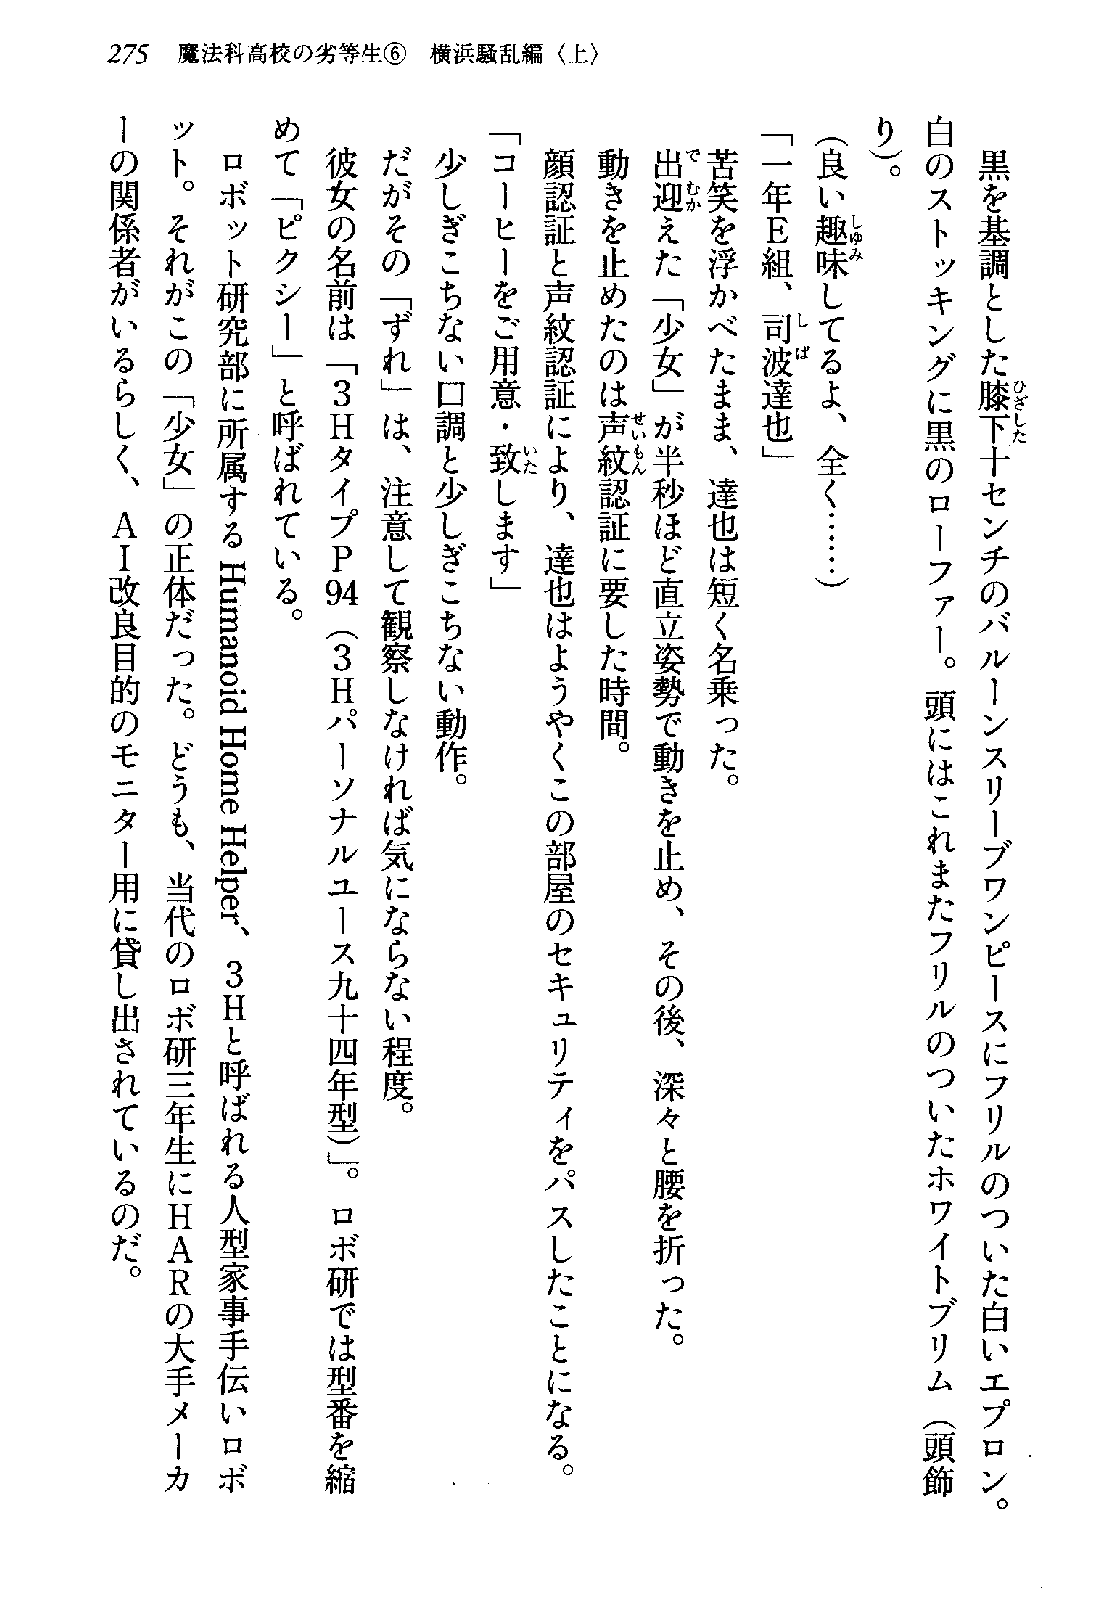 275 魔法科高校の劣等生⑥ 横浜騒乱編〈上〉
黒を基調とした膝下十センチのバルーンスリーブワンピースにフリルのついた白いエプロン。
白のストッキングに黒のローファー。頭にはこれまたフリルのついたホワイトブリム（頭飾
り）。
（良い趣味してるよ、全く……）
「一年Ｅ組、司波達也」
苦笑を浮かべたまま、達也は短く名乗った。
出迎えた「少女」が半秒ほど直立姿勢で動きを止め、その後、深々と腰を折った。
動きを止めたのは声紋認証に要した時間。
顔認証と声紋認証により、達也はようやくこの部屋のセキュリティをパスしたことになる。
「コーヒーをご用意・致します」
少しぎこちない口調と少しぎこちない動作。
だがその「ずれ」は、注意して観察しなければ気にならない程度。
彼女の名前は「３ＨタイプＰ94（３Ｈパーソナルユース九十四年型）」。ロボ研では型番を縮
めて「ピクシー」と呼ばれている。
ロボット研究部に所属するHumanoid Home Helper、３Ｈと呼ばれる人型家事手伝いロボ
ット。それがこの「少女」の正体だった。どうも、当代のロボ研三年生にＨＡＲの大手メーカ
ーの関係者がいるらしく、ＡＩ改良目的のモニター用に貸し出されているのだ。